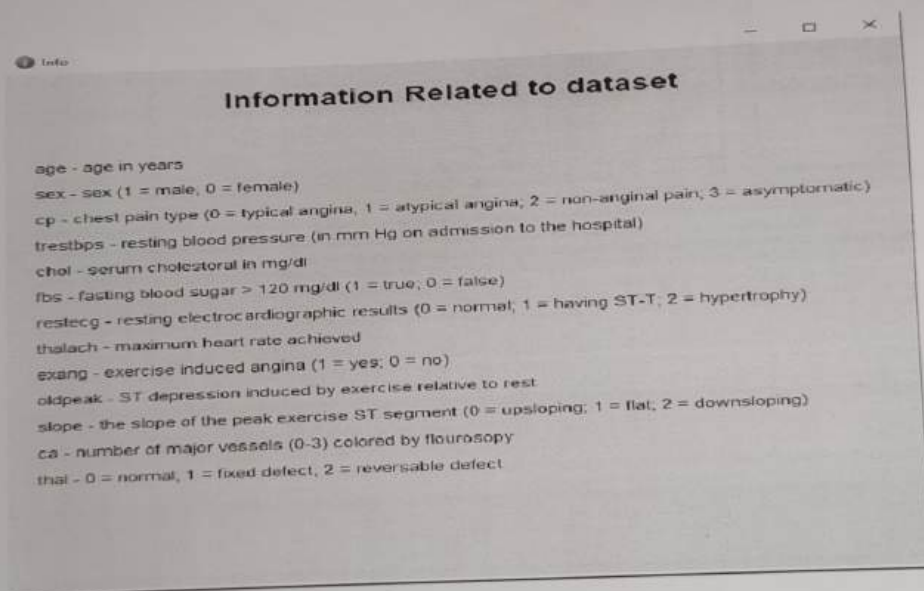 Info
Information Related to dataset
age - age in years
sex - sex (1 = male, 0 = female)
cp - chest pain type (0 = typical angina, 1 = atypical angina; 2 = non-anginal pain; 3 = asymptomatic)
trestbps - resting blood pressure (in mm Hg on admission to the hospital)
chol - serum cholestoral in mg/dl
fbs - fasting blood sugar > 120 mg/dl (1 = true; 0 = false)
restecg - resting electrocardiographic results (0 = normal; 1 = having ST-T; 2 = hypertrophy)
thalach - maximum heart rate achieved
exang - exercise induced angina (1 = yes; 0 = no)
oldpeak - ST depression induced by exercise relative to rest
slope - the slope of the peak exercise ST segment (0 = upsloping; 1 = flat; 2 = downsloping)
ca - number of major vessels (0-3) colored by flourosopy
thal - 0 = normal, 1 = fixed defect, 2 = reversable defect